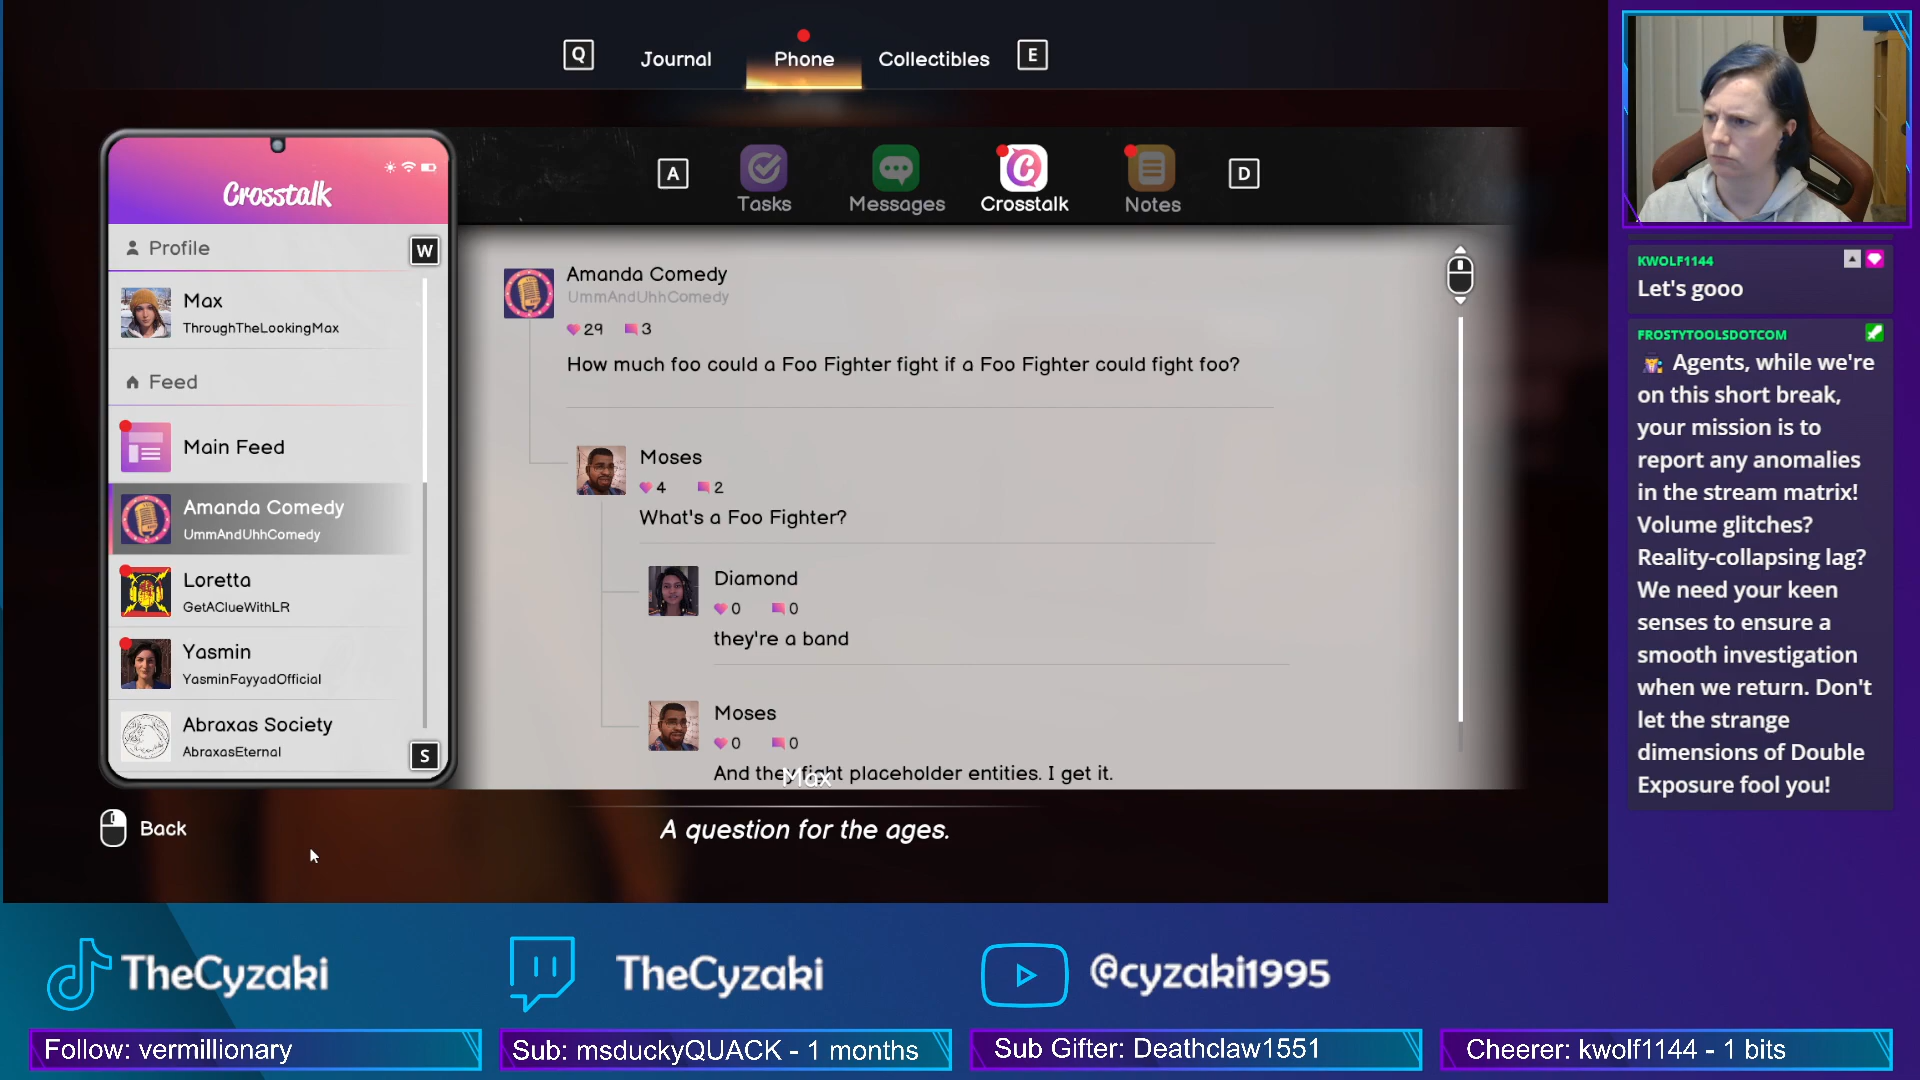 Q
Journal
Phone
Collectibles
E
Crosstalk
Profile
W
Max
ThroughTheLookingMax
Feed
Main Feed
Amanda Comedy
UmmAndUhhComedy
Loretta
GetAClueWithLR
Yasmin
YasminFayyadOfficial
Abraxas Society
AbraxasEternal
S
A
Tasks
Messages
Crosstalk
Notes
D
Amanda Comedy
UmmAndUhhComedy
29 3
How much foo could a Foo Fighter fight if a Foo Fighter could fight foo?
Moses
4 2
What's a Foo Fighter?
Diamond
0 0
they're a band
Moses
0 0
And they fight placeholder entities. I get it.
Max
A question for the ages.
Back
KWOLF1144
Let's gooo
FROSTYTOOLSDOTCOM
Agents, while we're
on this short break,
your mission is to
report any anomalies
in the stream matrix!
Volume glitches?
Reality-collapsing lag?
We need your keen
senses to ensure a
smooth investigation
when we return. Don't
let the strange
dimensions of Double
Exposure fool you!
TheCyzaki
TheCyzaki
@cyzaki1995
Follow: vermillionary
Sub: msduckyQUACK - 1 months
Sub Gifter: Deathclaw1551
Cheerer: kwolf1144 - 1 bits